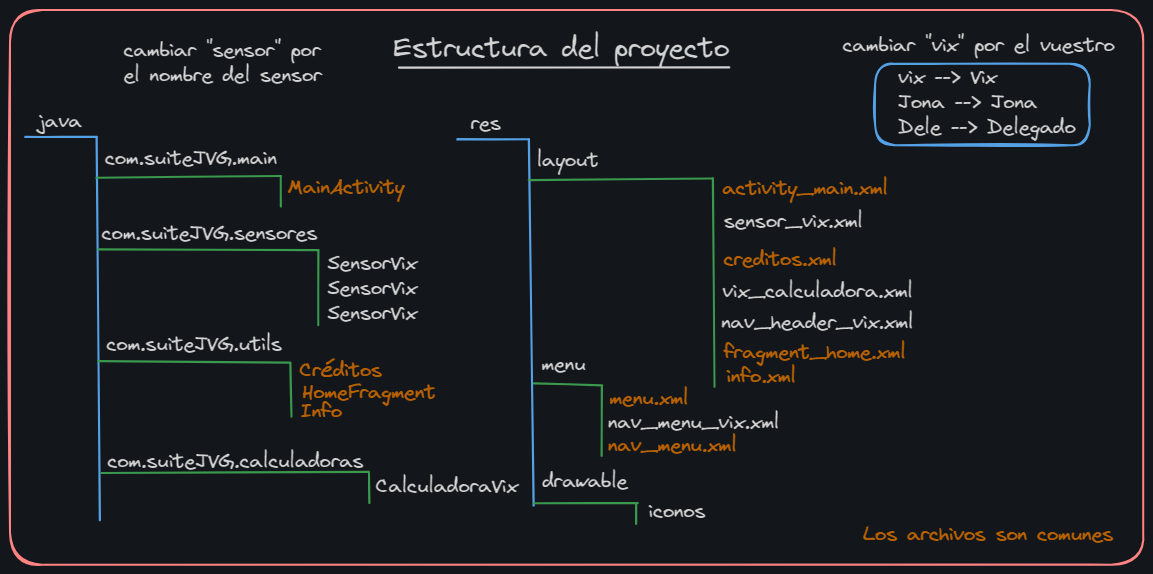 cambiar "sensor" por
el nombre del sensor
Estructura del proyecto
cambiar "vix" por el vuestro
vix --> Vix
Jona --> Jona
Dele --> Delegado
java
com.suiteJVG.main
MainActivity
com.suiteJVG.sensores
SensorVix
SensorVix
SensorVix
com.suiteJVG.utils
Créditos
HomeFragment
Info
com.suiteJVG.calculadoras
CalculadoraVix
res
layout
activity_main.xml
sensor_vix.xml
creditos.xml
vix_calculadora.xml
nav_header_vix.xml
fragment_home.xml
info.xml
menu
menu.xml
nav_menu_vix.xml
nav_menu.xml
drawable
iconos
Los archivos son comunes